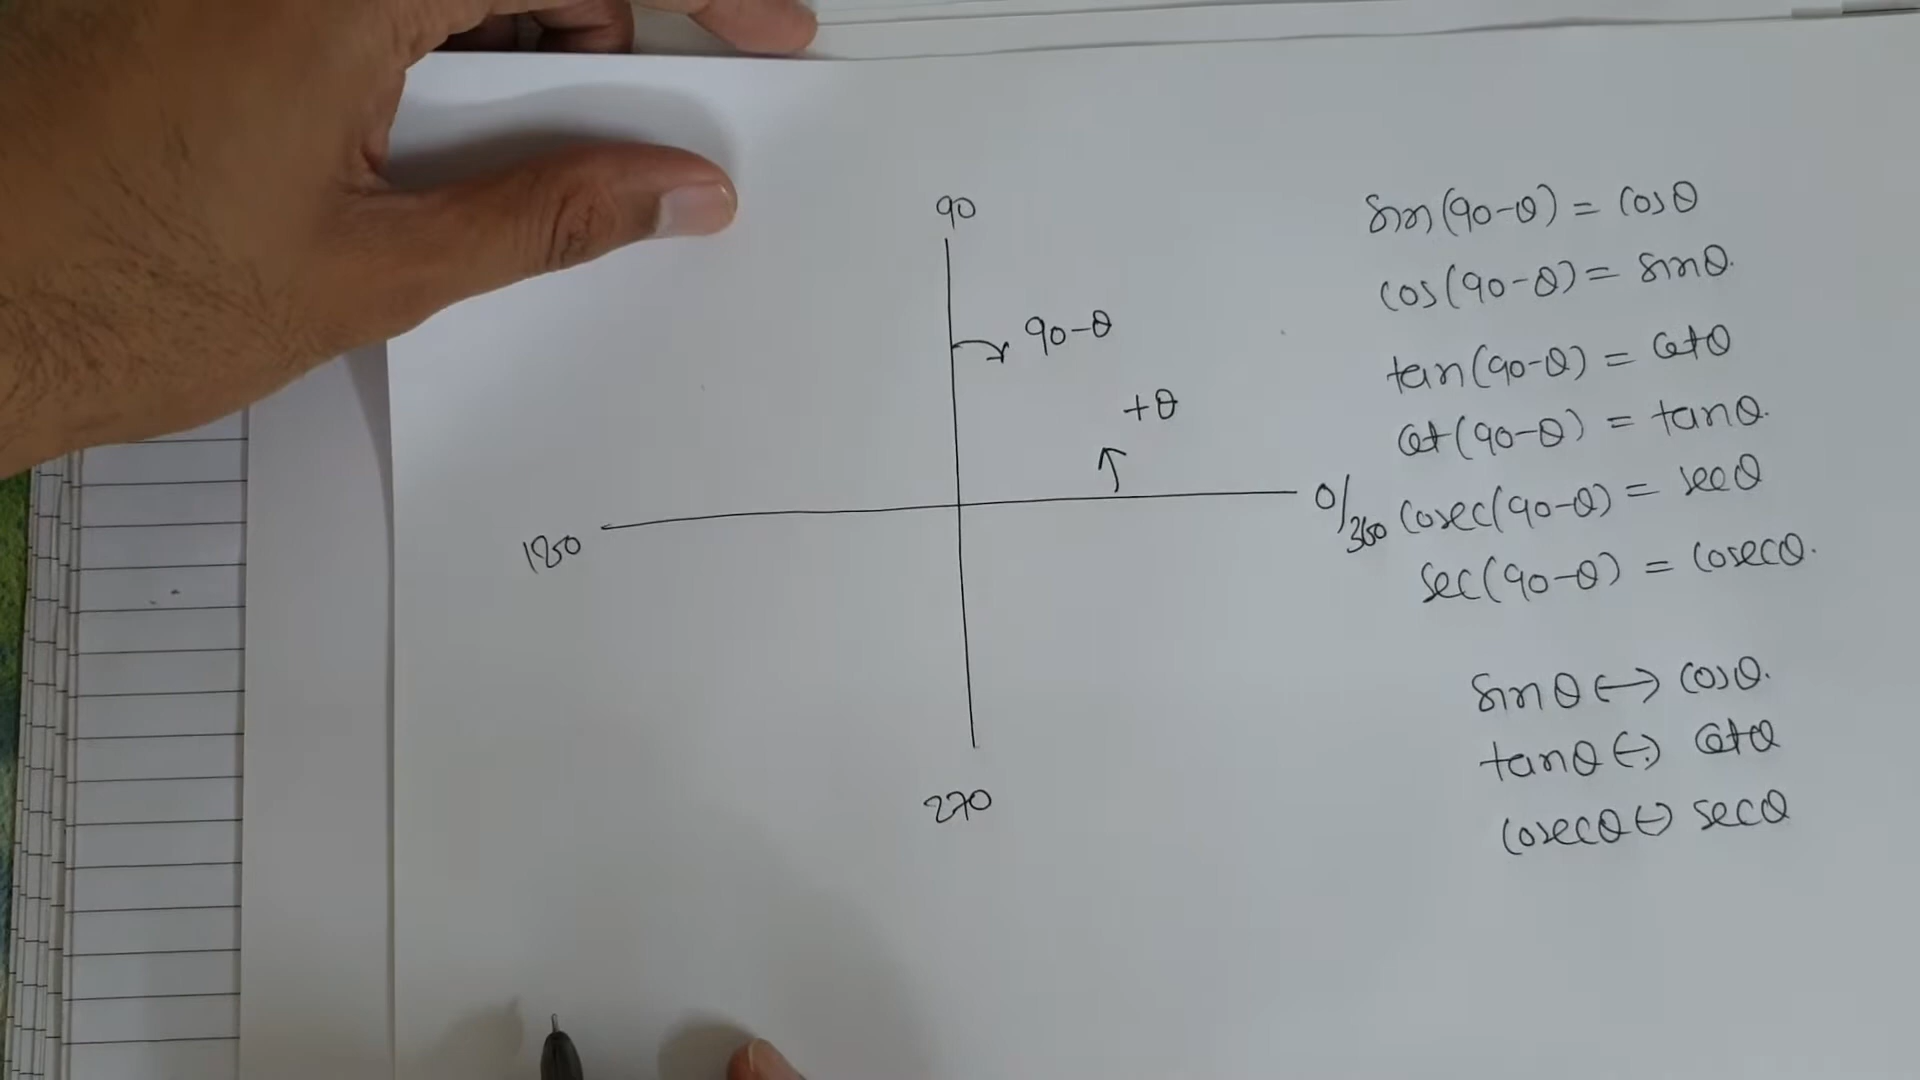 90
90-θ
+θ
0/360
180
270
sin(90-θ) = cosθ
cos(90-θ) = sinθ.
tan(90-θ) = cotθ
cot(90-θ) = tanθ.
cosec(90-θ) = secθ
sec(90-θ) = cosecθ.
sinθ ↔ cosθ.
tanθ ↔ cotθ
cosecθ ↔ secθ